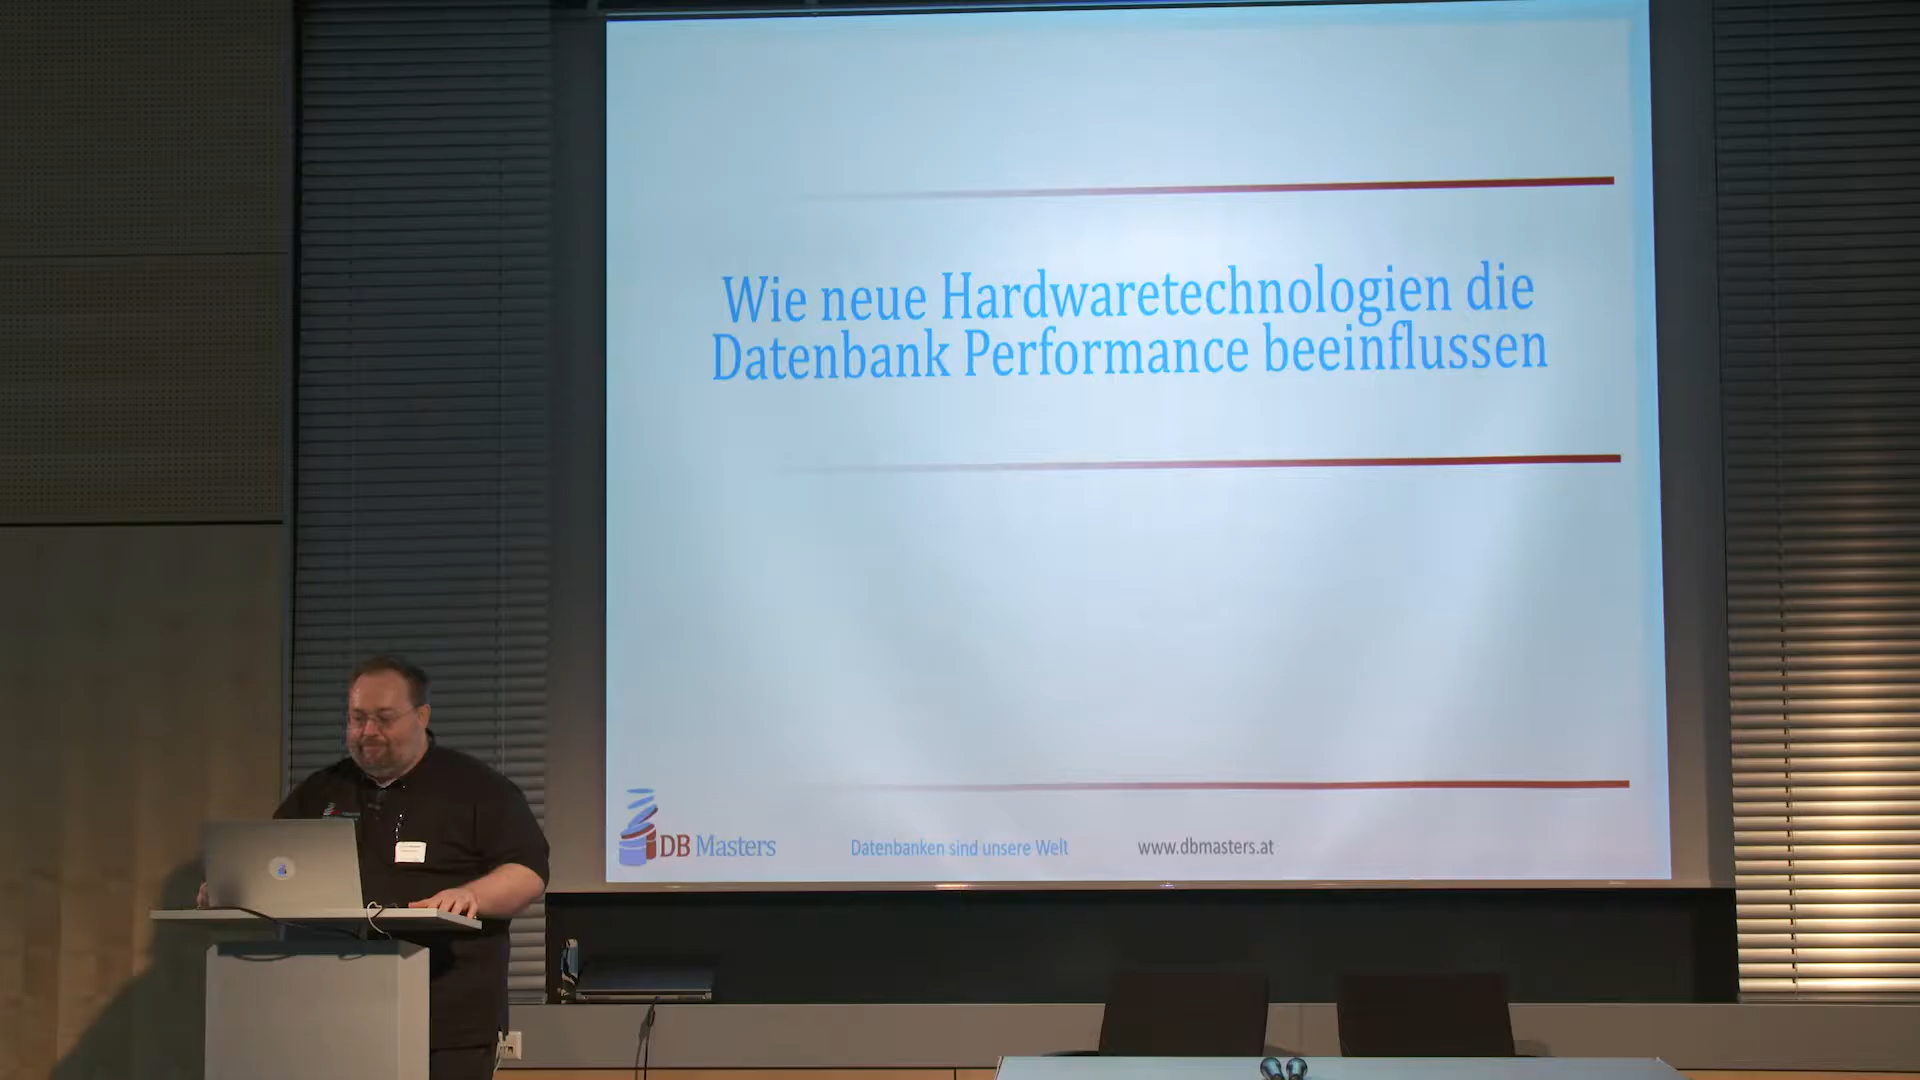 Wie neue Hardwaretechnologien die
Datenbank Performance beeinflussen
DB Masters
Datenbanken sind unsere Welt
www.dbmasters.at